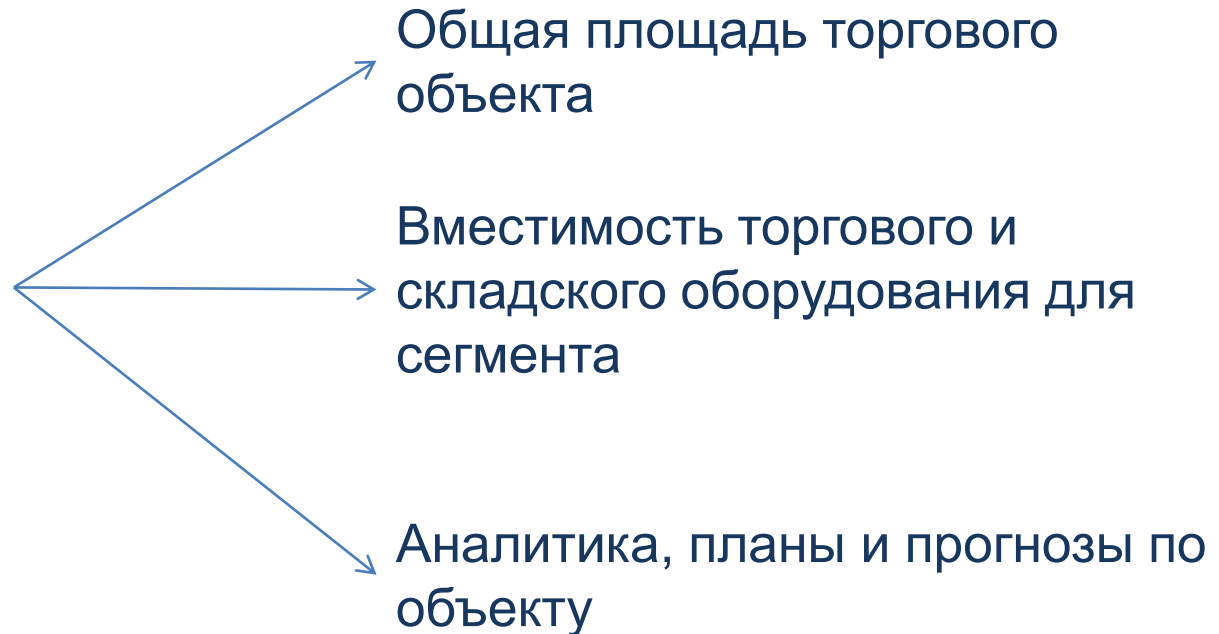 Общая площадь торгового
объекта
Вместимость торгового и
складского оборудования для
сегмента
Аналитика, планы и прогнозы по
объекту